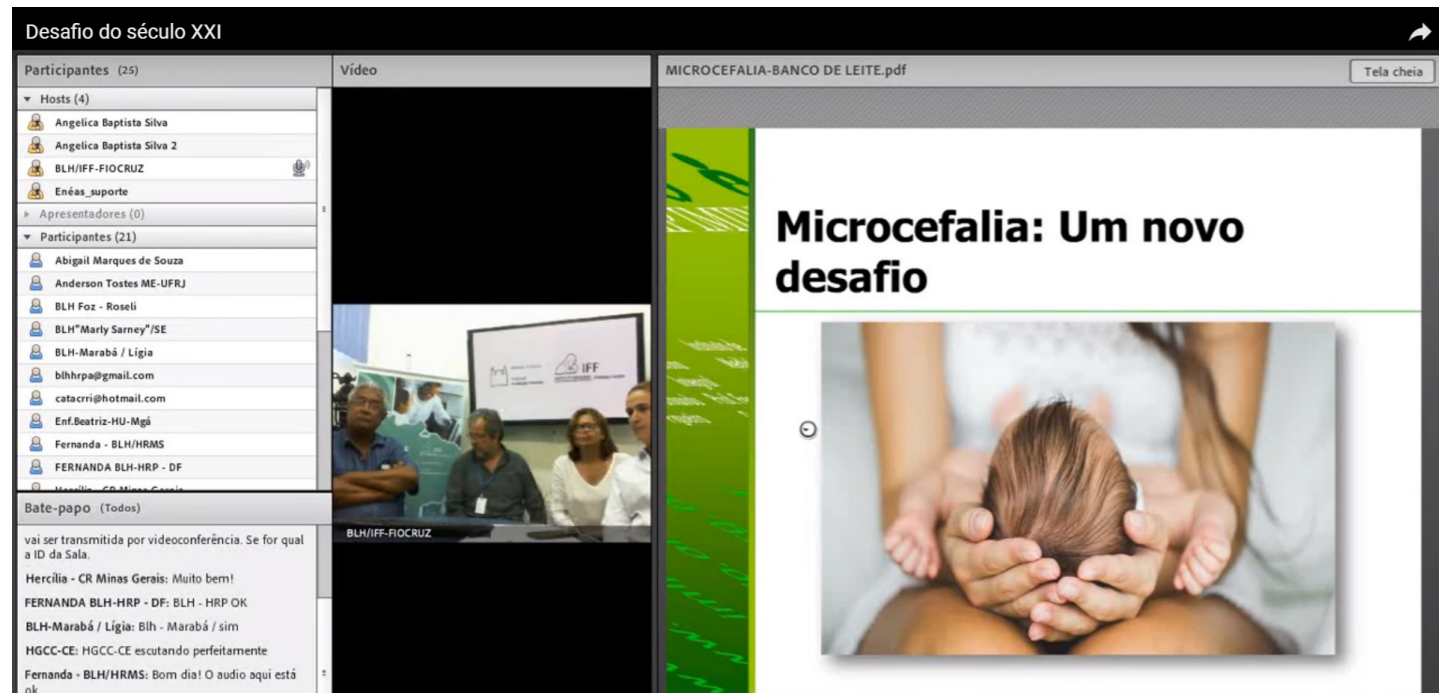 Desafio do século XXI
Participantes (25)
Hosts (4)
Angelica Baptista Silva
Angelica Baptista Silva 2
BLH/IFF-FIOCRUZ
Enéas_suporte
Apresentadores (0)
Participantes (21)
Abigail Marques de Souza
Anderson Tostes ME-UFRJ
BLH Foz - Roseli
BLH"Marly Sarney"/SE
BLH-Marabá / Lígia
blhhrpa@gmail.com
catacrri@hotmail.com
Enf.Beatriz-HU-Mgá
Fernanda - BLH/HRMS
FERNANDA BLH-HRP - DF
Hercília - CR Minas Gerais
Bate-papo (Todos)
vai ser transmitida por videoconferência. Se for qual
a ID da Sala.
Hercília - CR Minas Gerais: Muito bem!
FERNANDA BLH-HRP - DF: BLH - HRP OK
BLH-Marabá / Lígia: Blh - Marabá / sim
HGCC-CE: HGCC-CE escutando perfeitamente
Fernanda - BLH/HRMS: Bom dia! O audio aqui está
ok
Vídeo
IFF
BLH/IFF-FIOCRUZ
MICROCEFALIA-BANCO DE LEITE.pdf
Tela cheia
Microcefalia: Um novo
desafio